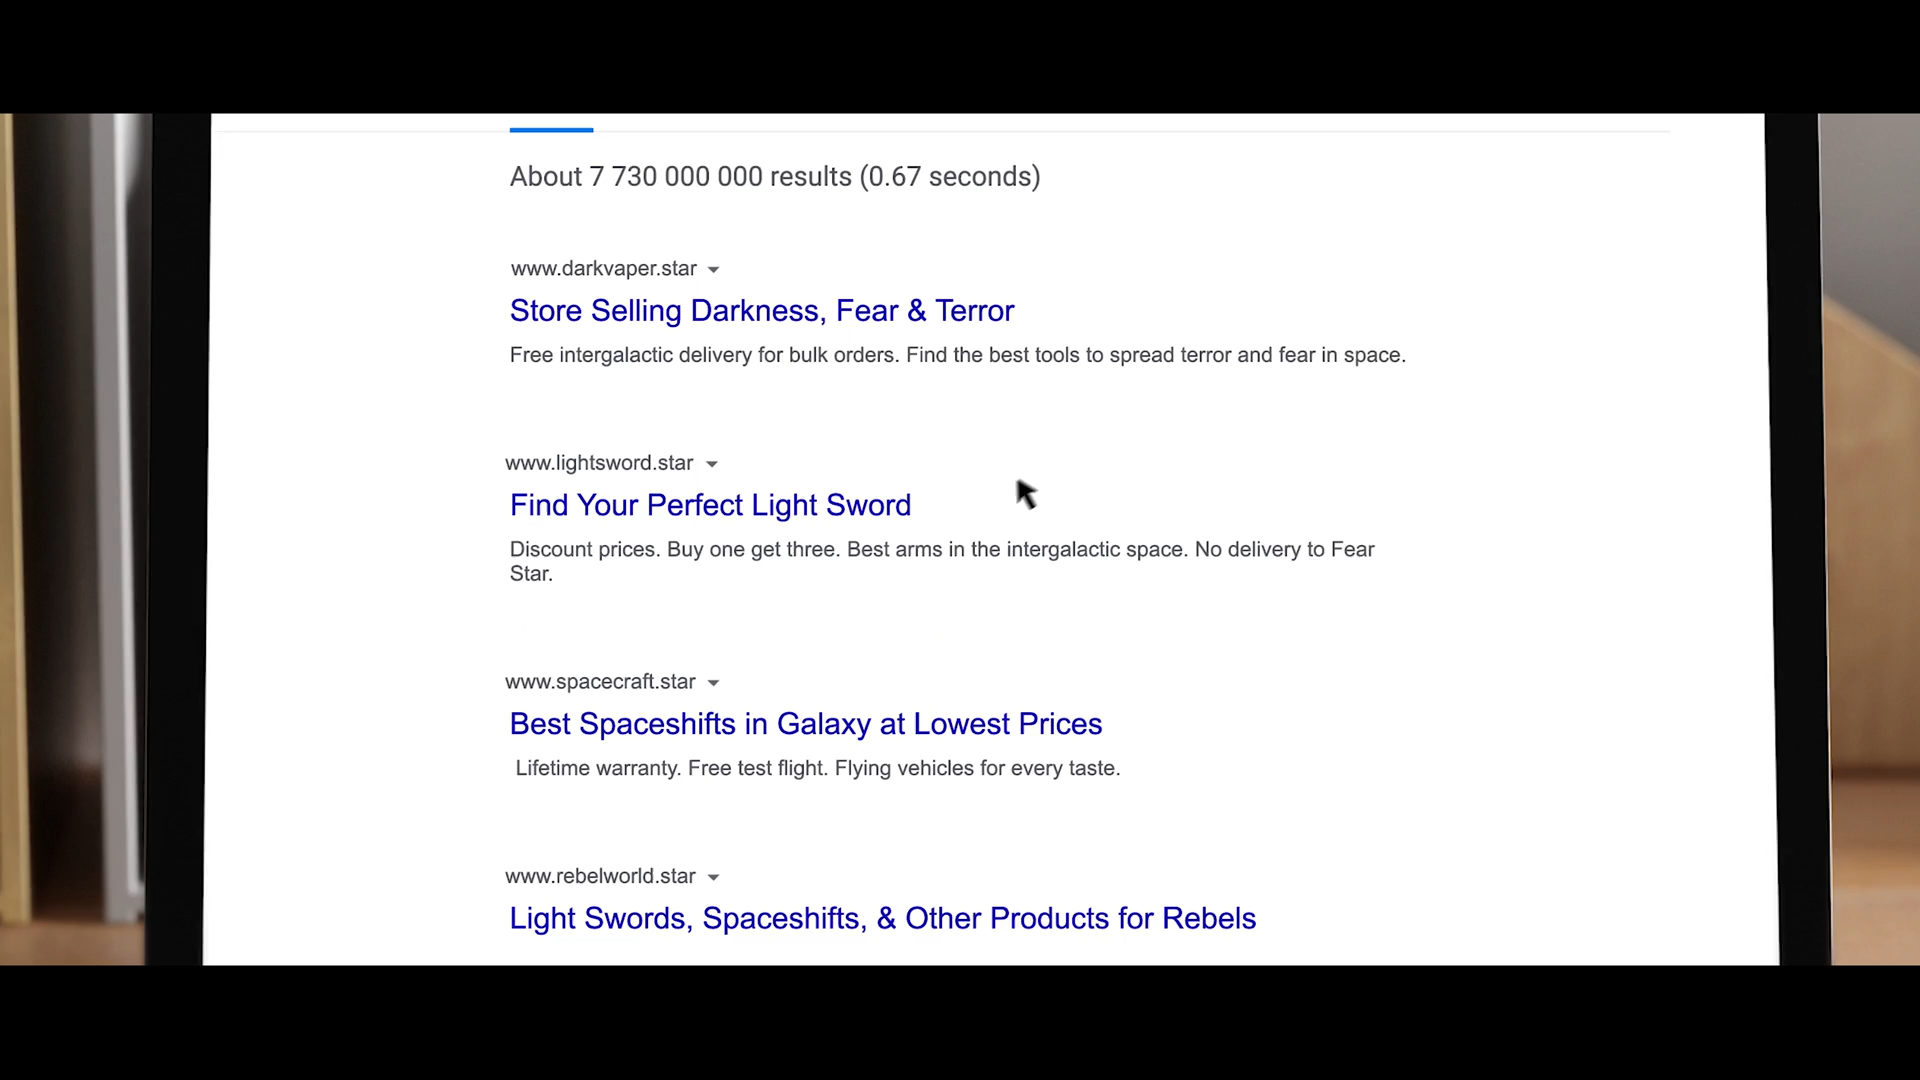 About 7 730 000 000 results (0.67 seconds)
www.darkvaper.star
Store Selling Darkness, Fear & Terror
Free intergalactic delivery for bulk orders. Find the best tools to spread terror and fear in space.
www.lightsword.star
Find Your Perfect Light Sword
Discount prices. Buy one get three. Best arms in the intergalactic space. No delivery to Fear
Star.
www.spacecraft.star
Best Spaceshifts in Galaxy at Lowest Prices
Lifetime warranty. Free test flight. Flying vehicles for every taste.
www.rebelworld.star
Light Swords, Spaceshifts, & Other Products for Rebels